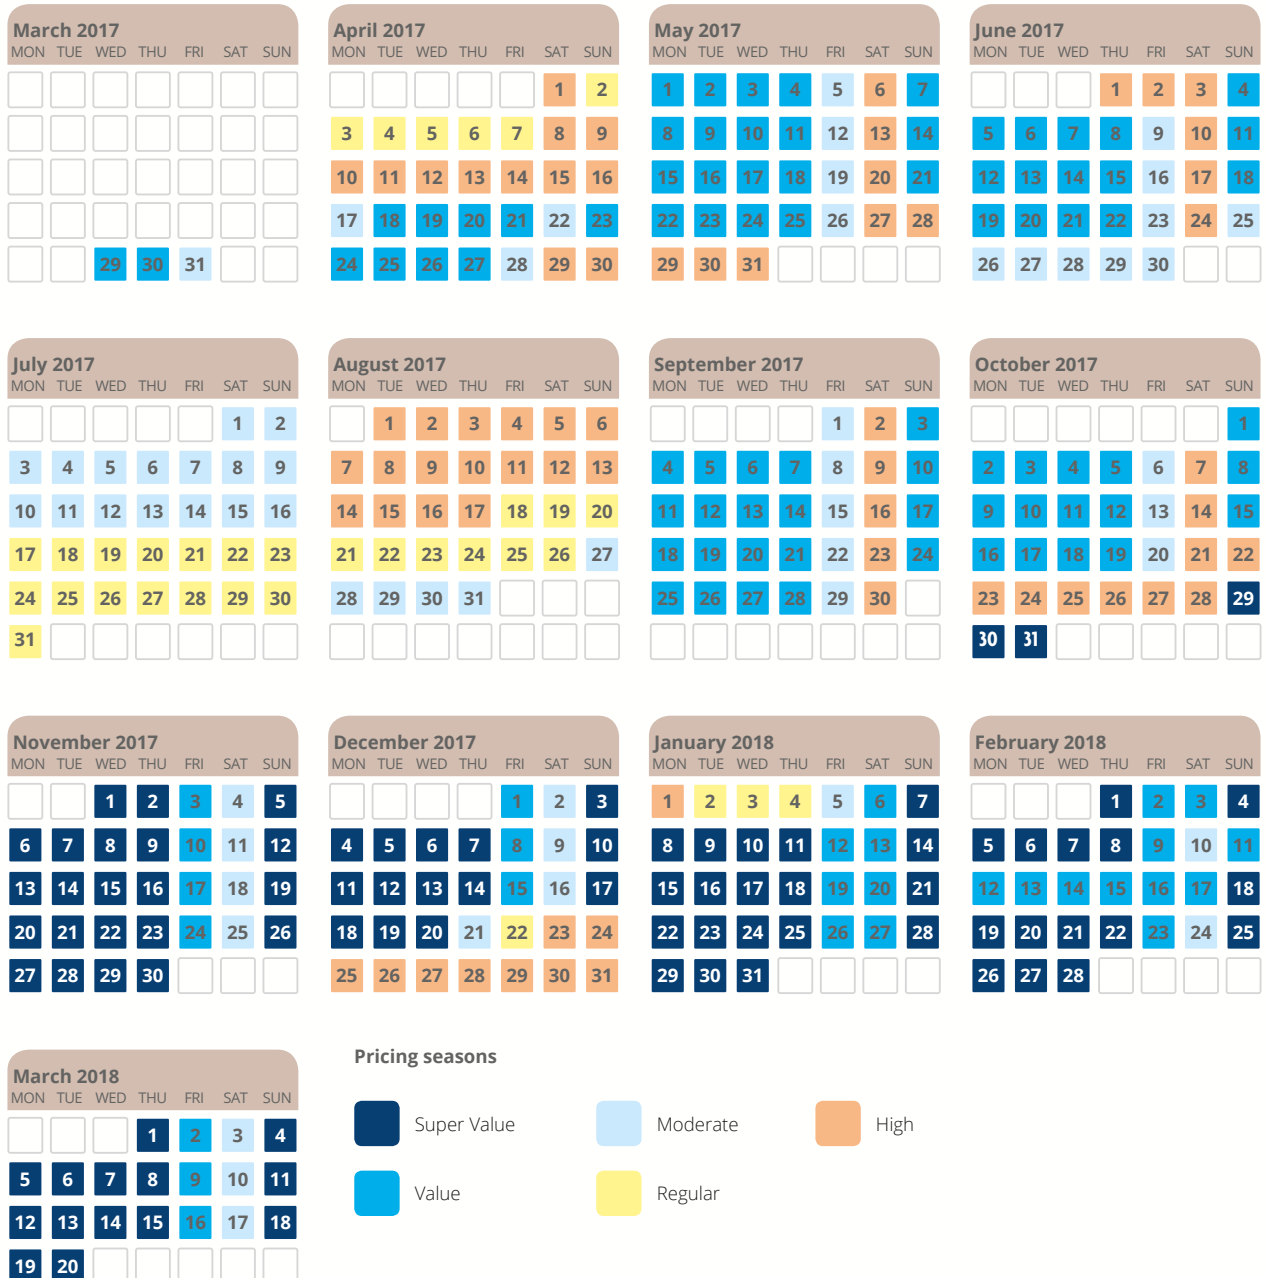 March 2017
MON TUE WED THU FRI SAT SUN
29 30 31
April 2017
MON TUE WED THU FRI SAT SUN
1 2
3 4 5 6 7 8 9
10 11 12 13 14 15 16
17 18 19 20 21 22 23
24 25 26 27 28 29 30
May 2017
MON TUE WED THU FRI SAT SUN
1 2 3 4 5 6 7
8 9 10 11 12 13 14
15 16 17 18 19 20 21
22 23 24 25 26 27 28
29 30 31
June 2017
MON TUE WED THU FRI SAT SUN
1 2 3 4
5 6 7 8 9 10 11
12 13 14 15 16 17 18
19 20 21 22 23 24 25
26 27 28 29 30
July 2017
MON TUE WED THU FRI SAT SUN
1 2
3 4 5 6 7 8 9
10 11 12 13 14 15 16
17 18 19 20 21 22 23
24 25 26 27 28 29 30
31
August 2017
MON TUE WED THU FRI SAT SUN
1 2 3 4 5 6
7 8 9 10 11 12 13
14 15 16 17 18 19 20
21 22 23 24 25 26 27
28 29 30 31
September 2017
MON TUE WED THU FRI SAT SUN
1 2 3
4 5 6 7 8 9 10
11 12 13 14 15 16 17
18 19 20 21 22 23 24
25 26 27 28 29 30
October 2017
MON TUE WED THU FRI SAT SUN
1
2 3 4 5 6 7 8
9 10 11 12 13 14 15
16 17 18 19 20 21 22
23 24 25 26 27 28 29
30 31
November 2017
MON TUE WED THU FRI SAT SUN
1 2 3 4 5
6 7 8 9 10 11 12
13 14 15 16 17 18 19
20 21 22 23 24 25 26
27 28 29 30
December 2017
MON TUE WED THU FRI SAT SUN
1 2 3
4 5 6 7 8 9 10
11 12 13 14 15 16 17
18 19 20 21 22 23 24
25 26 27 28 29 30 31
January 2018
MON TUE WED THU FRI SAT SUN
1 2 3 4 5 6 7
8 9 10 11 12 13 14
15 16 17 18 19 20 21
22 23 24 25 26 27 28
29 30 31
February 2018
MON TUE WED THU FRI SAT SUN
1 2 3 4
5 6 7 8 9 10 11
12 13 14 15 16 17 18
19 20 21 22 23 24 25
26 27 28
March 2018
MON TUE WED THU FRI SAT SUN
1 2 3 4
5 6 7 8 9 10 11
12 13 14 15 16 17 18
19 20
Pricing seasons
Super Value
Moderate
High
Value
Regular